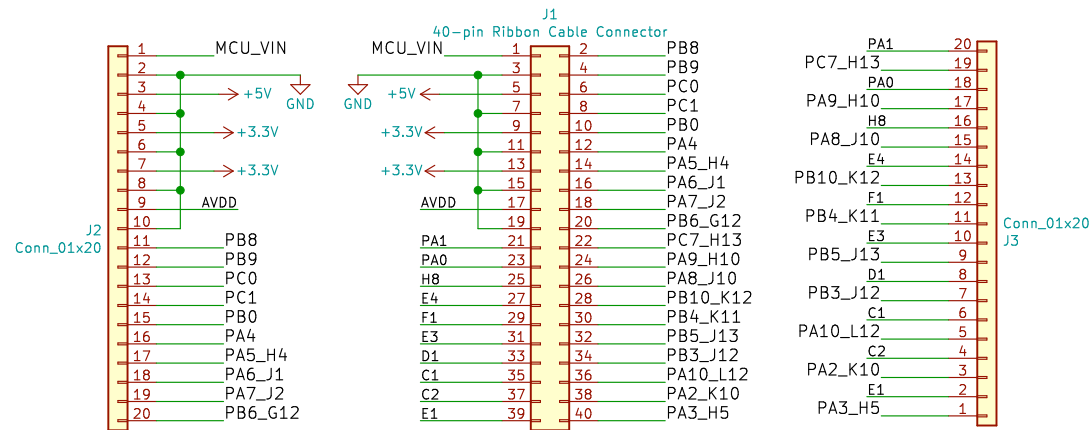 J1
40-pin Ribbon Cable Connector
1 MCU_VIN
2
3 +5V
4
5 +3.3V
6
7 +3.3V
8
9 AVDD
10
11 PB8
12 PB9
13 PC0
14 PC1
15 PB0
16 PA4
17 PA5_H4
18 PA6_J1
19 PA7_J2
20 PB6_G12
GND
J2
Conn_01x20
MCU_VIN 1 2 PB8
3 4 PB9
+5V 5 6 PC0
7 8 PC1
+3.3V 9 10 PB0
11 12 PA4
+3.3V 13 14 PA5_H4
15 16 PA6_J1
AVDD 17 18 PA7_J2
19 20 PB6_G12
PA1 21 22 PC7_H13
PA0 23 24 PA9_H10
H8 25 26 PA8_J10
E4 27 28 PB10_K12
F1 29 30 PB4_K11
E3 31 32 PB5_J13
D1 33 34 PB3_J12
C1 35 36 PA10_L12
C2 37 38 PA2_K10
E1 39 40 PA3_H5
GND
PA1 20
PC7_H13 19
PA0 18
PA9_H10 17
H8 16
PA8_J10 15
E4 14
PB10_K12 13
F1 12
PB4_K11 11
E3 10
PB5_J13 9
D1 8
PB3_J12 7
C1 6
PA10_L12 5
C2 4
PA2_K10 3
E1 2
PA3_H5 1
Conn_01x20
J3